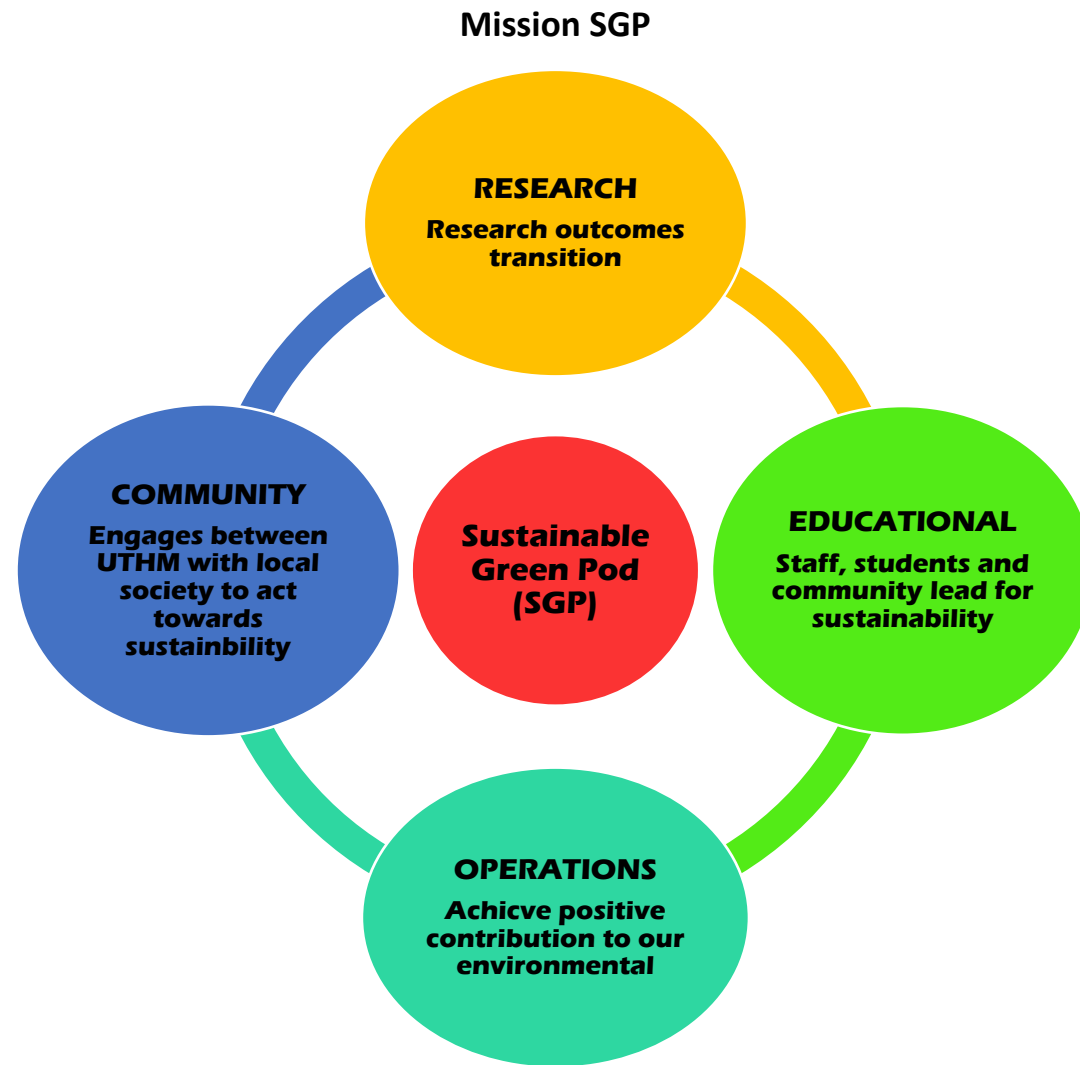 Mission SGP
RESEARCH
Research outcomes
transition
COMMUNITY
Engages between
UTHM with local
society to act
towards
sustainbility
Sustainable
Green Pod
(SGP)
EDUCATIONAL
Staff, students and
community lead for
sustainability
OPERATIONS
Achicve positive
contribution to our
environmental